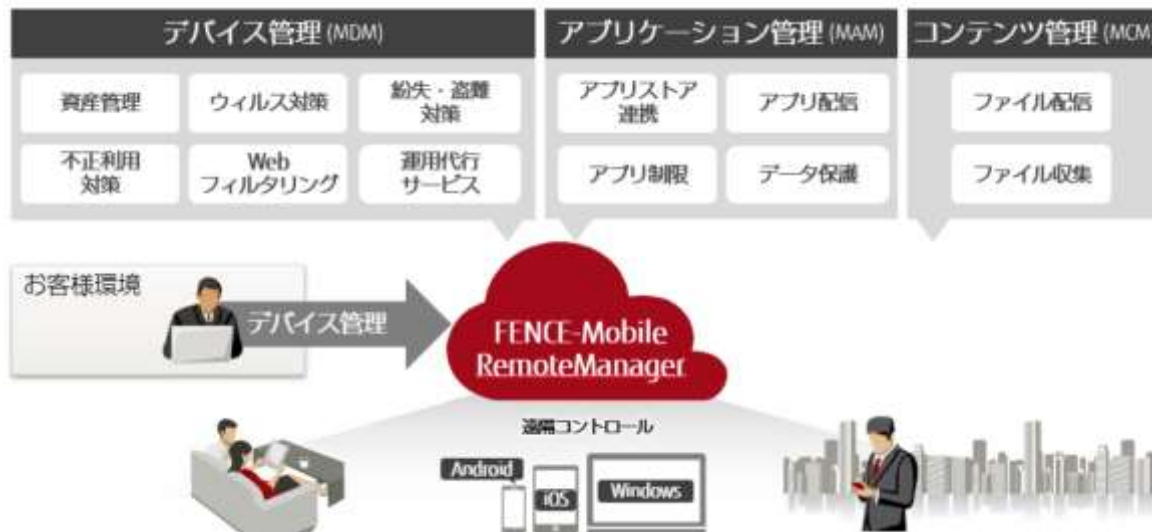 デバイス管理 (MDM)
資産管理
ウィルス対策
紛失・盗難
対策
不正利用
対策
Web
フィルタリング
運用代行
サービス
アプリケーション管理 (MAM)
アプリストア
連携
アプリ配信
アプリ制限
データ保護
コンテンツ管理 (MCM)
ファイル配信
ファイル収集
お客様環境
デバイス管理
FENCE-Mobile
RemoteManager
遠隔コントロール
Android
iOS
Windows